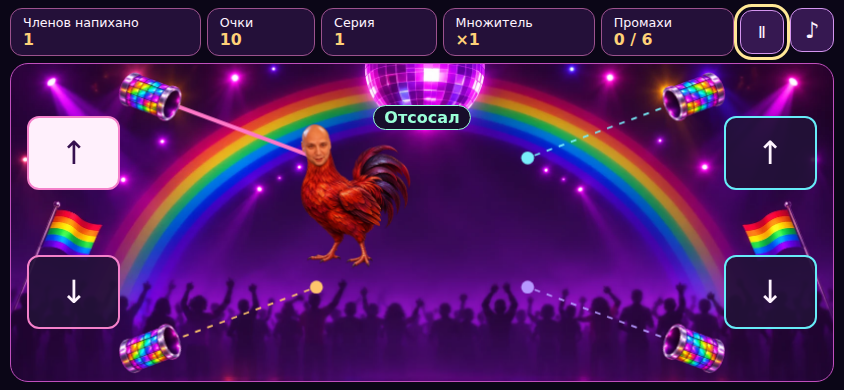 Членов напихано
1
Очки
10
Серия
1
Множитель
×1
Промахи
0 / 6
⏸
♪
Отсосал
↑
↑
↓
↓